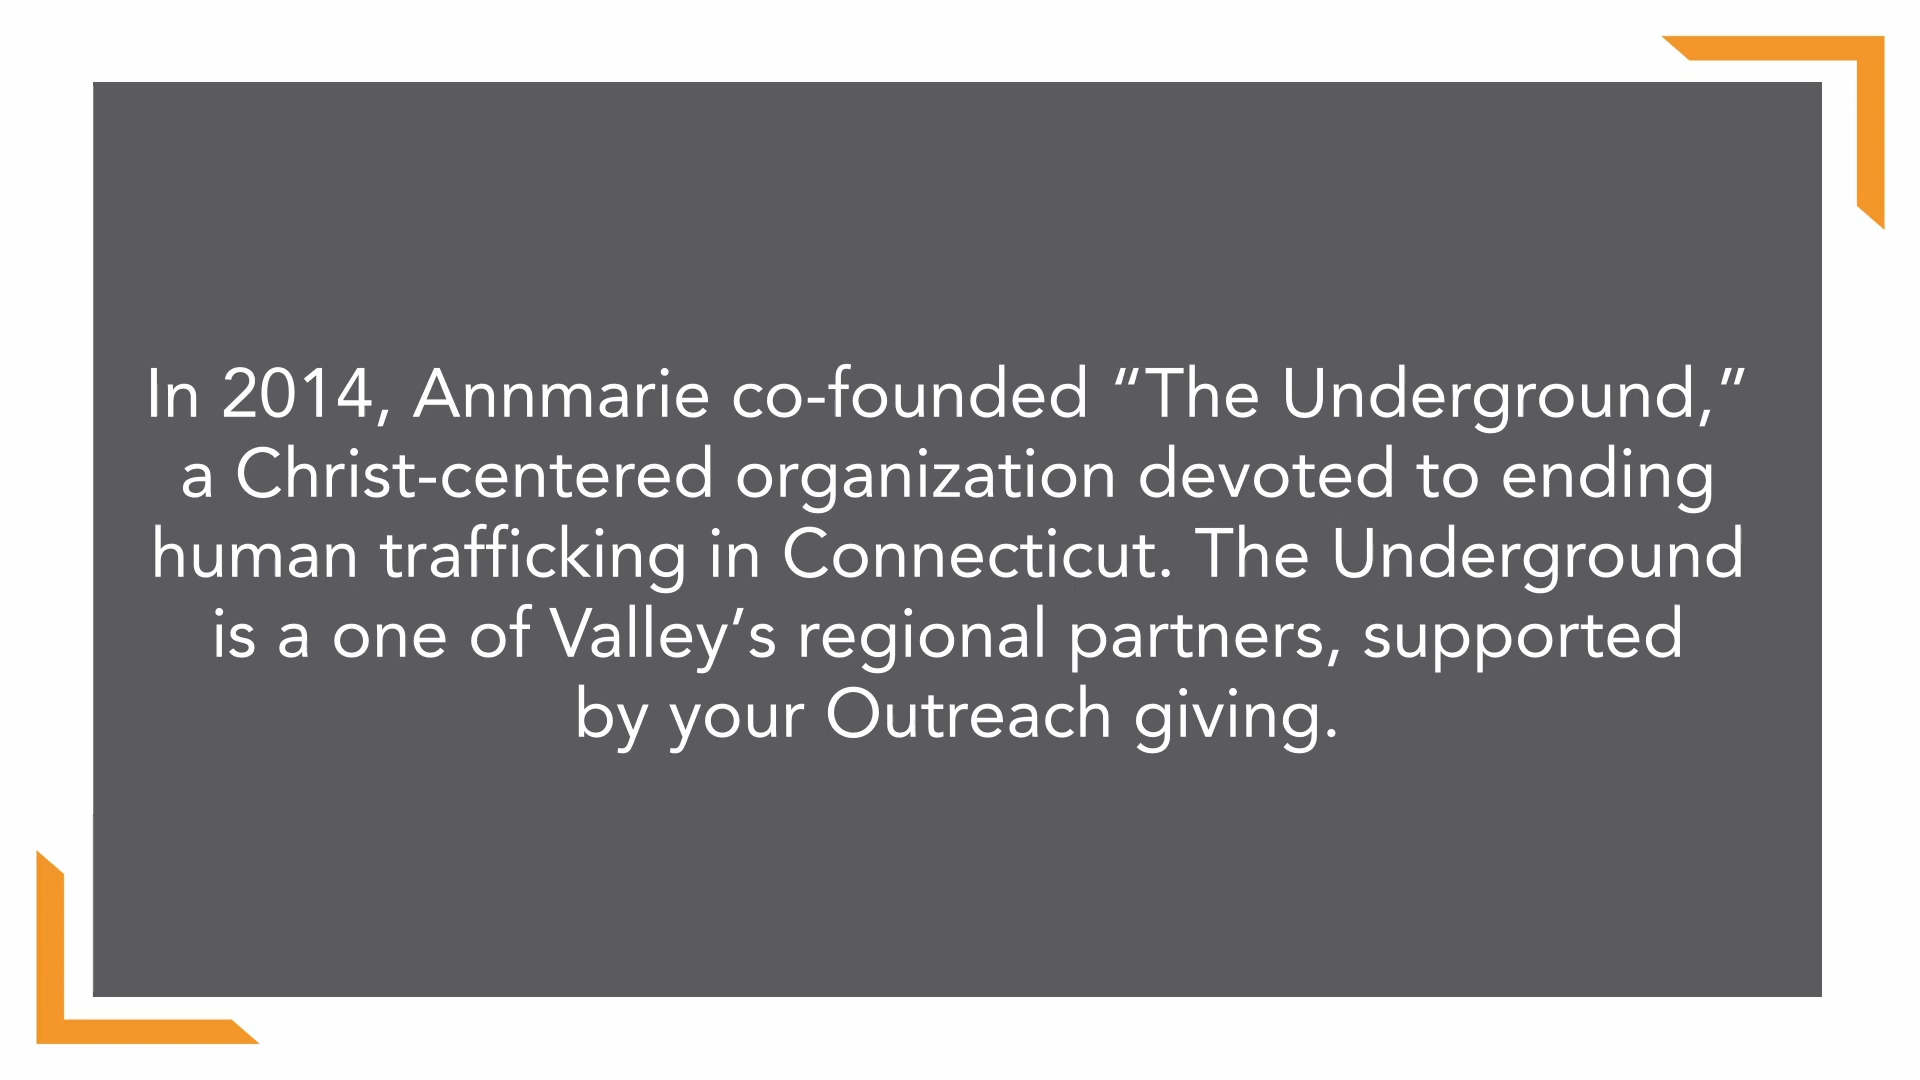 In 2014, Annmarie co-founded “The Underground,”
a Christ-centered organization devoted to ending
human trafficking in Connecticut. The Underground
is a one of Valley‘s regional partners, supported
by your Outreach giving.